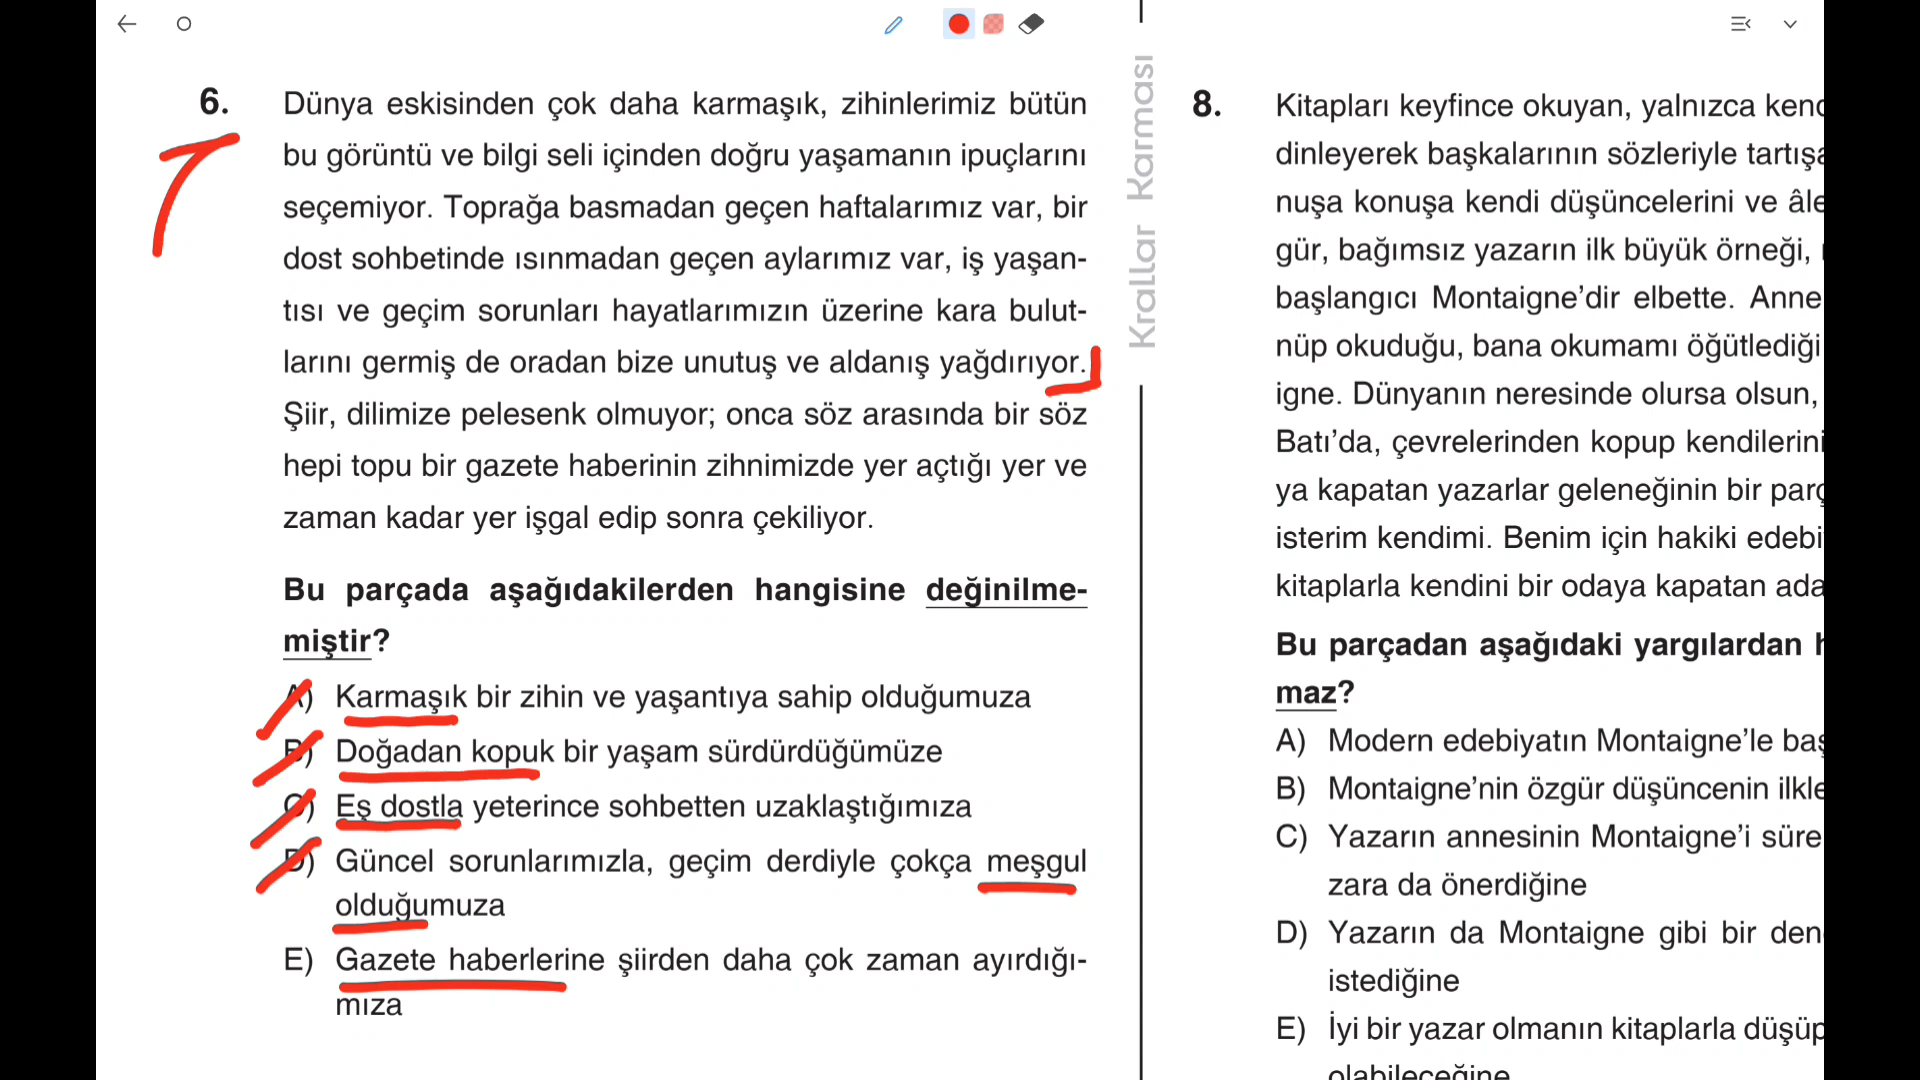 6.
Dünya eskisinden çok daha karmaşık, zihinlerimiz bütün
bu görüntü ve bilgi seli içinden doğru yaşamanın ipuçlarını
seçemiyor. Toprağa basmadan geçen haftalarımız var, bir
dost sohbetinde ısınmadan geçen aylarımız var, iş yaşan-
tısı ve geçim sorunları hayatlarımızın üzerine kara bulut-
larını germiş de oradan bize unutuş ve aldanış yağdırıyor.
Şiir, dilimize pelesenk olmuyor; onca söz arasında bir söz
hepi topu bir gazete haberinin zihnimizde yer açtığı yer ve
zaman kadar yer işgal edip sonra çekiliyor.
Bu parçada aşağıdakilerden hangisine değinilme-
miştir?
A) Karmaşık bir zihin ve yaşantıya sahip olduğumuza
B) Doğadan kopuk bir yaşam sürdürdüğümüze
C) Eş dostla yeterince sohbetten uzaklaştığımıza
D) Güncel sorunlarımızla, geçim derdiyle çokça meşgul
olduğumuza
E) Gazete haberlerine şiirden daha çok zaman ayırdığı-
mıza
Krallar Karması
8.
Kitapları keyfince okuyan, yalnızca kend
dinleyerek başkalarının sözleriyle tartışa
nuşa konuşa kendi düşüncelerini ve âle
gür, bağımsız yazarın ilk büyük örneği,
başlangıcı Montaigne’dir elbette. Anne
nüp okuduğu, bana okumamı öğütlediği
igne. Dünyanın neresinde olursa olsun,
Batı’da, çevrelerinden kopup kendilerini
ya kapatan yazarlar geleneğinin bir parç
isterim kendimi. Benim için hakiki edebi
kitaplarla kendini bir odaya kapatan ada
Bu parçadan aşağıdaki yargılardan h
maz?
A) Modern edebiyatın Montaigne’le baş
B) Montaigne’nin özgür düşüncenin ilkle
C) Yazarın annesinin Montaigne’i süre
zara da önerdiğine
D) Yazarın da Montaigne gibi bir den
istediğine
E) İyi bir yazar olmanın kitaplarla düşüp
olabileceğine